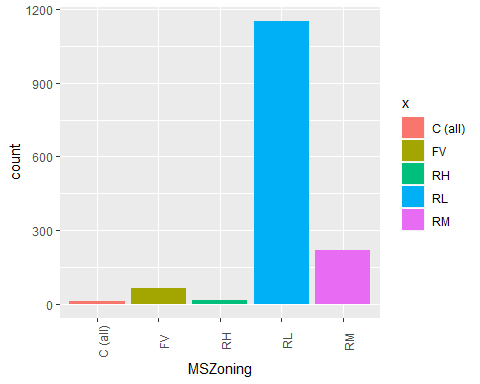 1200
900
600
300
0
count
C (all)
FV
RH
RL
RM
MSZoning
x
C (all)
FV
RH
RL
RM